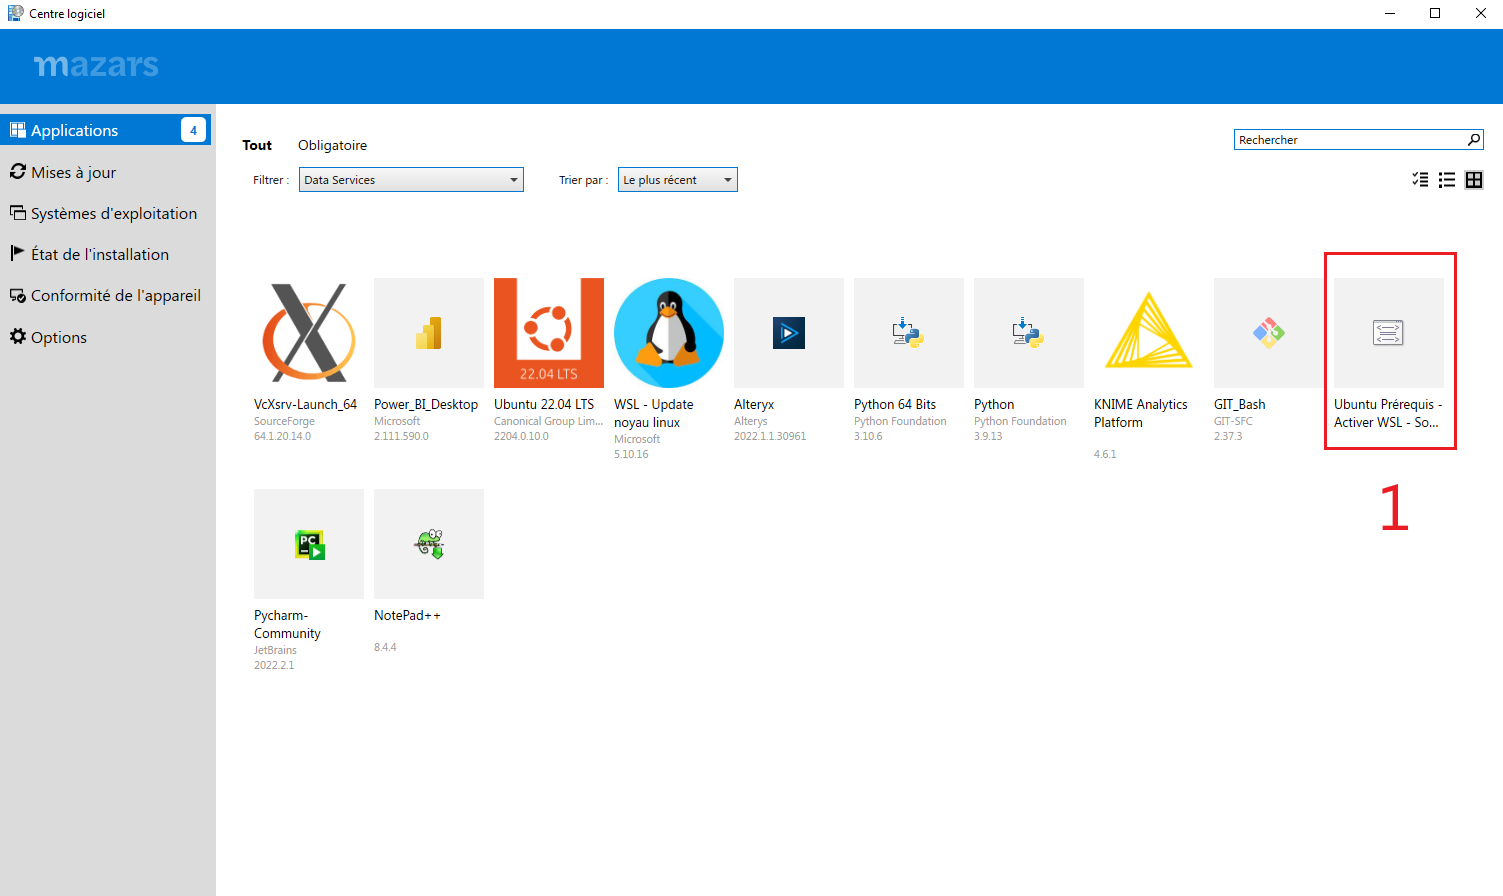 Centre logiciel
mazars
Applications 4
Mises à jour
Systèmes d'exploitation
État de l'installation
Conformité de l'appareil
Options
Tout Obligatoire
Rechercher
Filtrer : Data Services Trier par : Le plus récent
22.04 LTS
VcXsrv-Launch_64
SourceForge
64.1.20.14.0
Power_BI_Desktop
Microsoft
2.111.590.0
Ubuntu 22.04 LTS
Canonical Group Lim...
2204.0.10.0
WSL - Update
noyau linux
Microsoft
5.10.16
Alteryx
Alterys
2022.1.1.30961
Python 64 Bits
Python Foundation
3.10.6
Python
Python Foundation
3.9.13
KNIME Analytics
Platform
4.6.1
GIT_Bash
GIT-SFC
2.37.3
Ubuntu Prérequis -
Activer WSL - So...
1
PC
Pycharm-
Community
JetBrains
2022.2.1
NotePad++
8.4.4